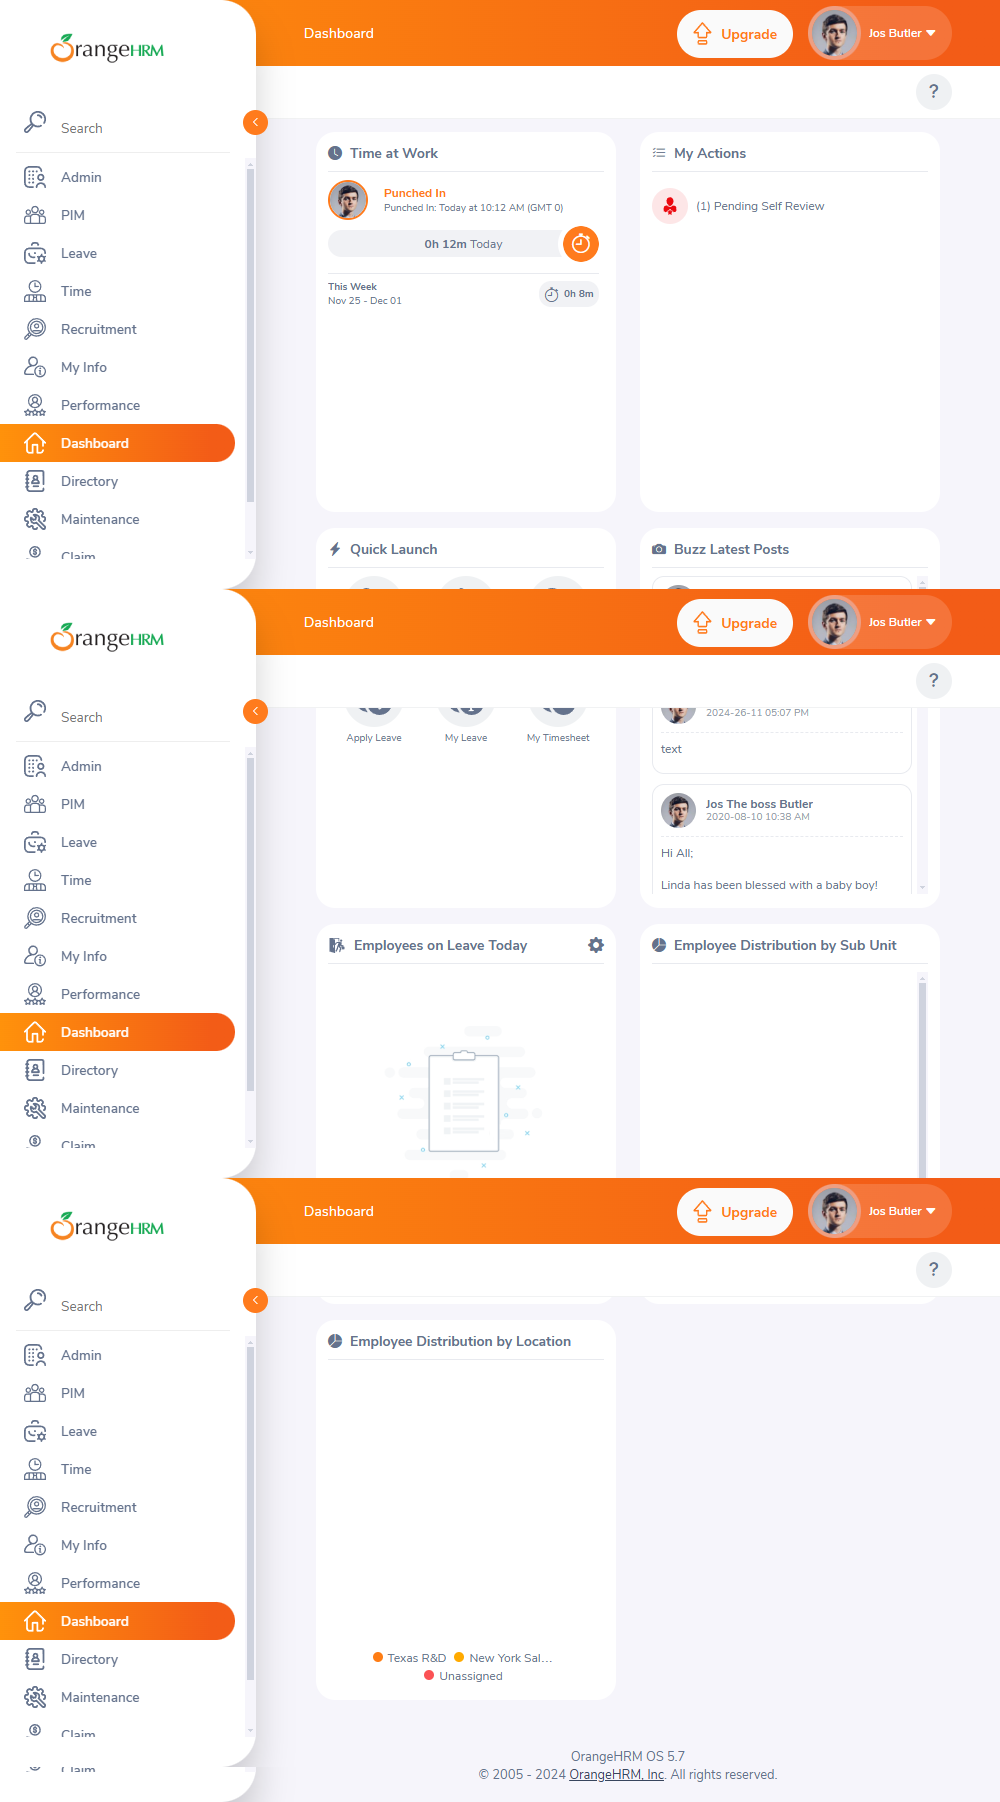 OrangeHRM
Dashboard
Upgrade
Jos Butler
Search
?
Admin
PIM
Leave
Time
Recruitment
My Info
Performance
Dashboard
Directory
Maintenance
Claim
Time at Work
Punched In
Punched In: Today at 10:12 AM (GMT 0)
0h 12m Today
This Week
Nov 25 - Dec 01
0h 8m
My Actions
(1) Pending Self Review
Quick Launch
Buzz Latest Posts
OrangeHRM
Dashboard
Upgrade
Jos Butler
Search
?
Admin
PIM
Leave
Time
Recruitment
My Info
Performance
Dashboard
Directory
Maintenance
Claim
Apply Leave
My Leave
My Timesheet
2024-26-11 05:07 PM
text
Jos The boss Butler
2020-08-10 10:38 AM
Hi All;
Linda has been blessed with a baby boy!
Employees on Leave Today
Employee Distribution by Sub Unit
OrangeHRM
Dashboard
Upgrade
Jos Butler
Search
?
Admin
PIM
Leave
Time
Recruitment
My Info
Performance
Dashboard
Directory
Maintenance
Claim
Claim
Employee Distribution by Location
Texas R&D
New York Sal...
Unassigned
OrangeHRM OS 5.7
© 2005 - 2024 OrangeHRM, Inc. All rights reserved.